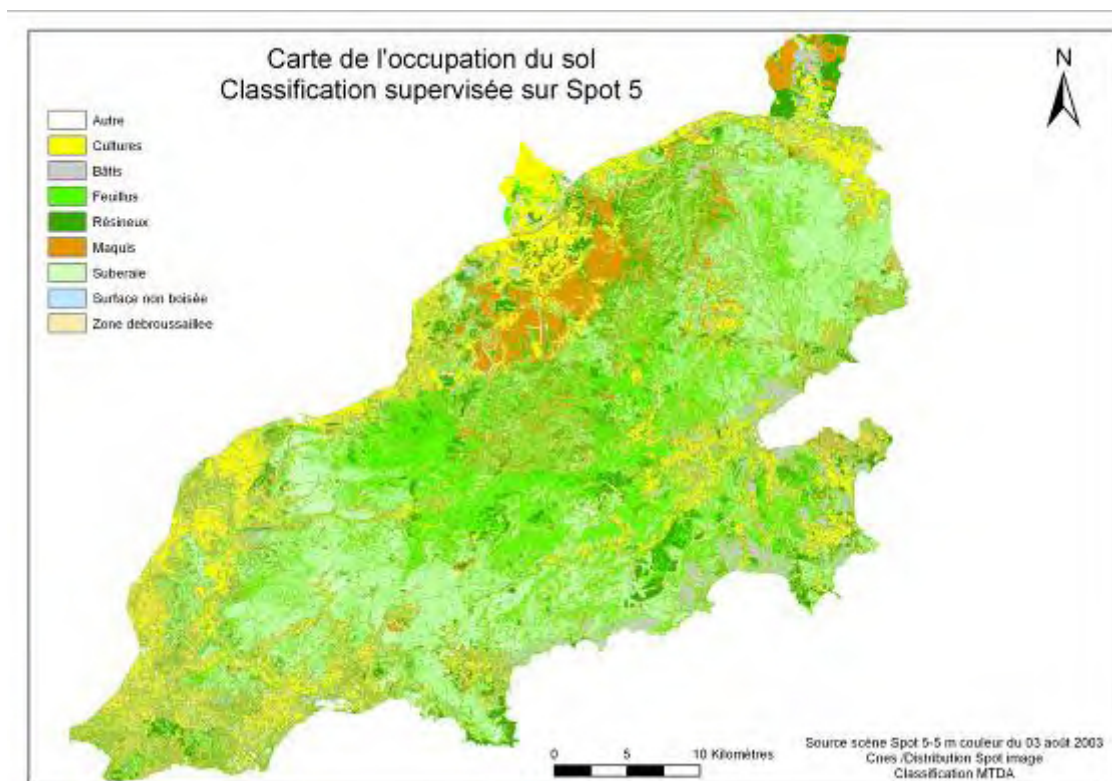 Carte de l'occupation du sol
Classification supervisée sur Spot 5
N
Autre
Cultures
Bâtis
Feuillus
Résineux
Maquis
Suberaie
Surface non boisée
Zone debroussaillee
0 5 10 Kilomètres
Source scène Spot 5-5 m couleur du 03 août 2003
Cnes /Distribution Spot image
Classification MTDA